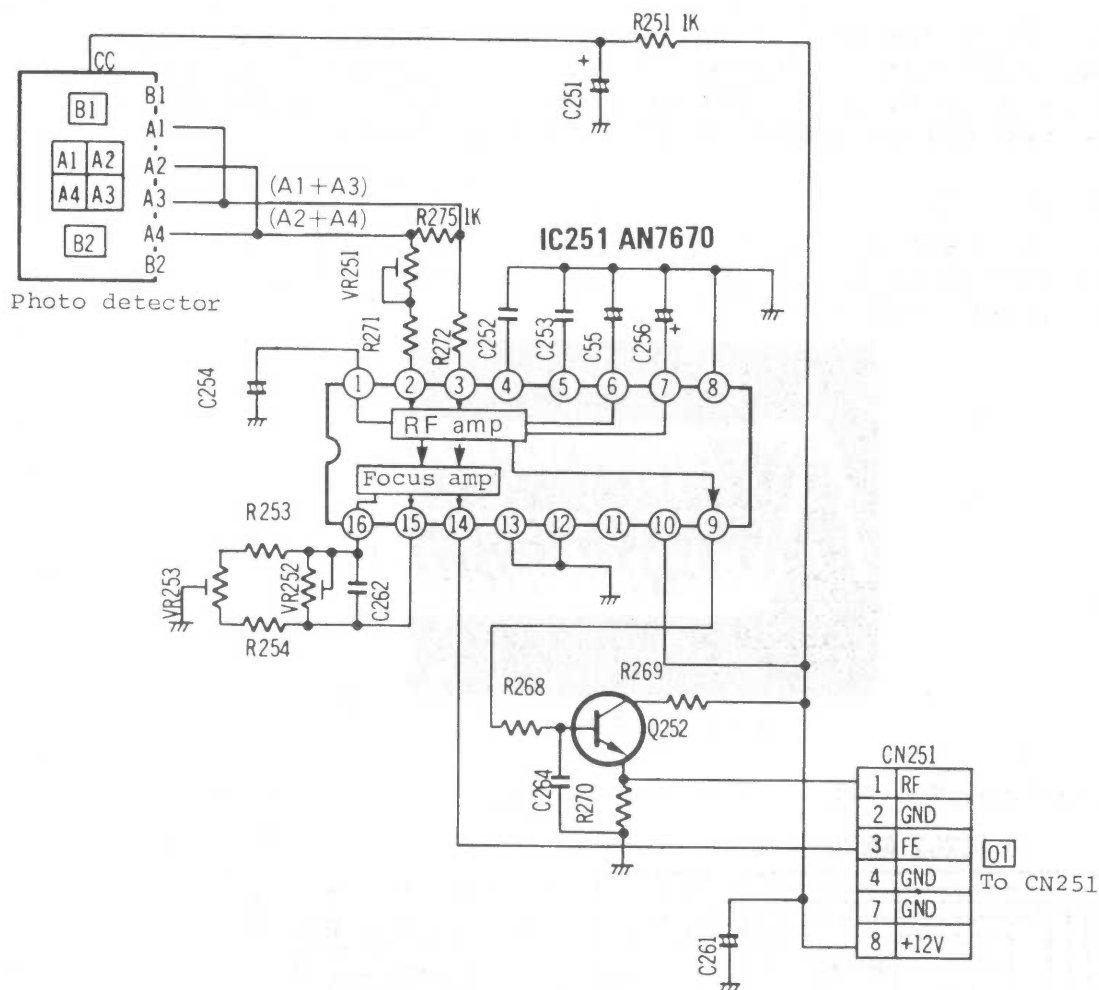 R251 1K
CC
C251
+
B1
B1
A1
A1 A2
A2
A4 A3
A3
A4
B2
B2
Photo detector
(A1+A3)
(A2+A4)
R275 1K
IC251 AN7670
VR251
R271
R272
C252
C253
C55
C256
+
C254
1 2 3 4 5 6 7 8
RF amp
Focus amp
16 15 14 13 12 11 10 9
R253
VR253
VR252
C262
R254
R268
R269
Q252
C264
R270
CN251
1 RF
2 GND
3 FE
4 GND
7 GND
8 +12V
01
To CN251
C261